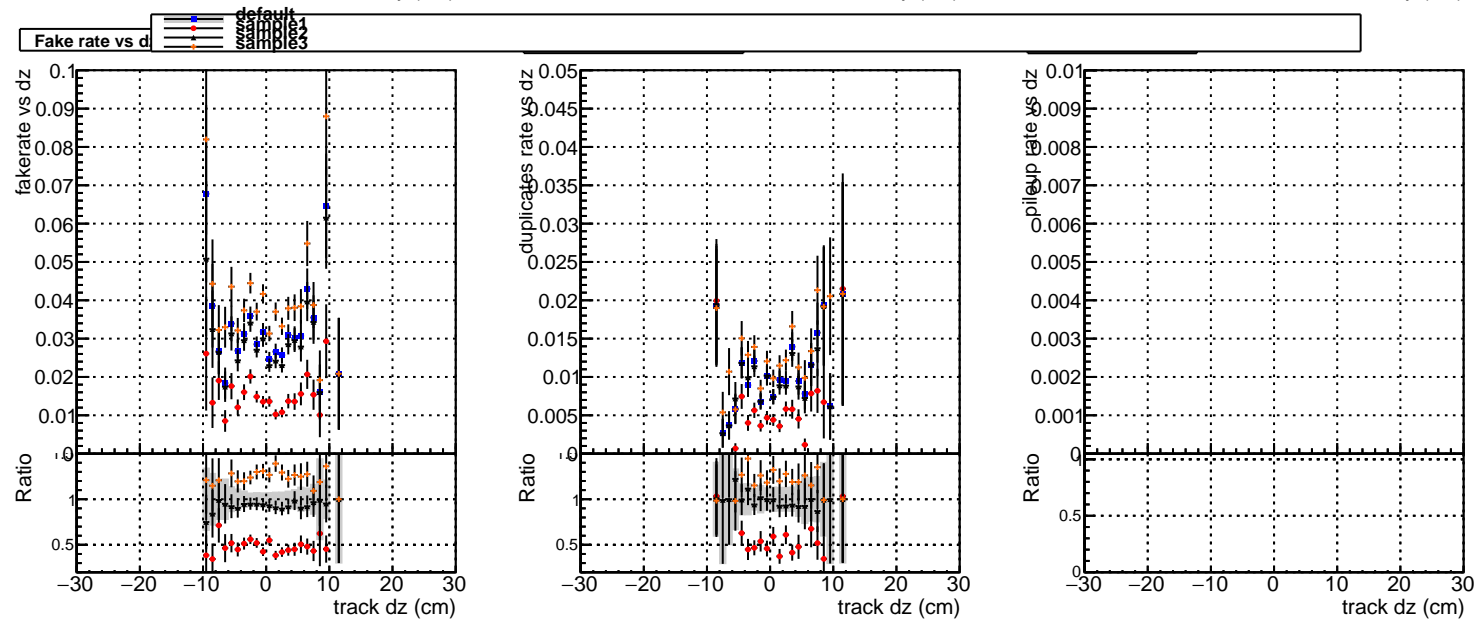 default
sample1
sample2
sample3
Fake rate vs dz
fakerate vs dz
0.1
0.09
0.08
0.07
0.06
0.05
0.04
0.03
0.02
0.01
Ratio
1
0.5
−30 −20 −10 0 10 20 30
track dz (cm)
duplicates rate vs dz
0.05
0.045
0.04
0.035
0.03
0.025
0.02
0.015
0.01
0.005
0
Ratio
1
0.5
−30 −20 −10 0 10 20 30
track dz (cm)
pileup rate vs dz
0.01
0.009
0.008
0.007
0.006
0.005
0.004
0.003
0.002
0.001
0
Ratio
1
0.5
0
−30 −20 −10 0 10 20 30
track dz (cm)